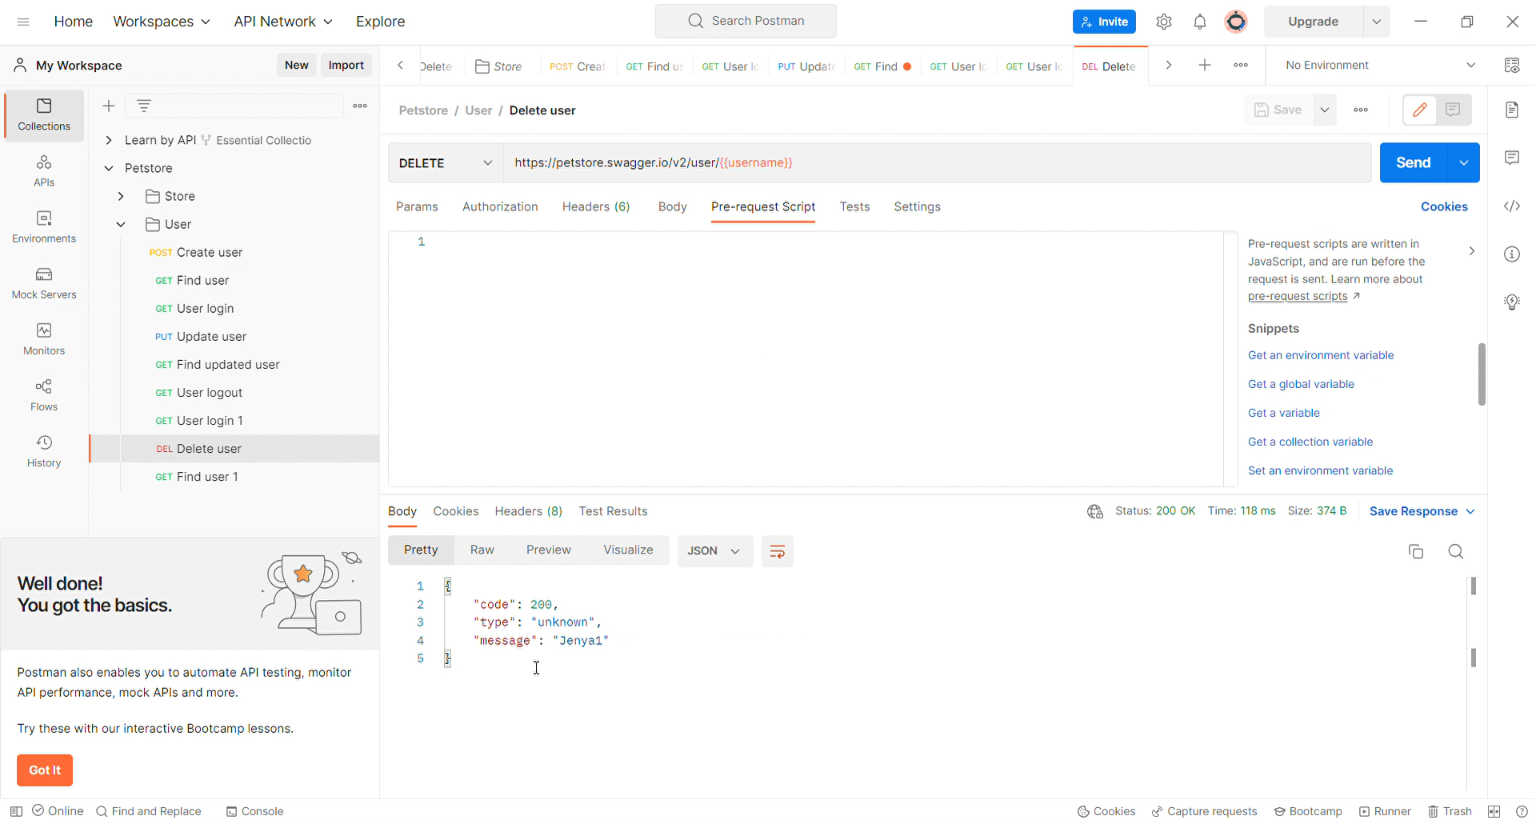 Home Workspaces API Network Explore Search Postman Invite Upgrade
My Workspace New Import Delete Store POST Creat GET Find us GET User lo PUT Updat GET Find GET User lo GET User lo DEL Delete No Environment
Collections
APIs
Environments
Mock Servers
Monitors
Flows
History
Learn by API Essential Collectio
Petstore
Store
User
POST Create user
GET Find user
GET User login
PUT Update user
GET Find updated user
GET User logout
GET User login 1
DEL Delete user
GET Find user 1
Petstore / User / Delete user Save
DELETE https://petstore.swagger.io/v2/user/{{username}} Send
Params Authorization Headers (6) Body Pre-request Script Tests Settings Cookies
1
Pre-request scripts are written in
JavaScript, and are run before the
request is sent. Learn more about
pre-request scripts
Snippets
Get an environment variable
Get a global variable
Get a variable
Get a collection variable
Set an environment variable
Body Cookies Headers (8) Test Results Status: 200 OK Time: 118 ms Size: 374 B Save Response
Pretty Raw Preview Visualize JSON
1 {
2 "code": 200,
3 "type": "unknown",
4 "message": "Jenya1"
5 }
Well done!
You got the basics.
Postman also enables you to automate API testing, monitor
API performance, mock APIs and more.
Try these with our interactive Bootcamp lessons.
Got It
Online Find and Replace Console Cookies Capture requests Bootcamp Runner Trash